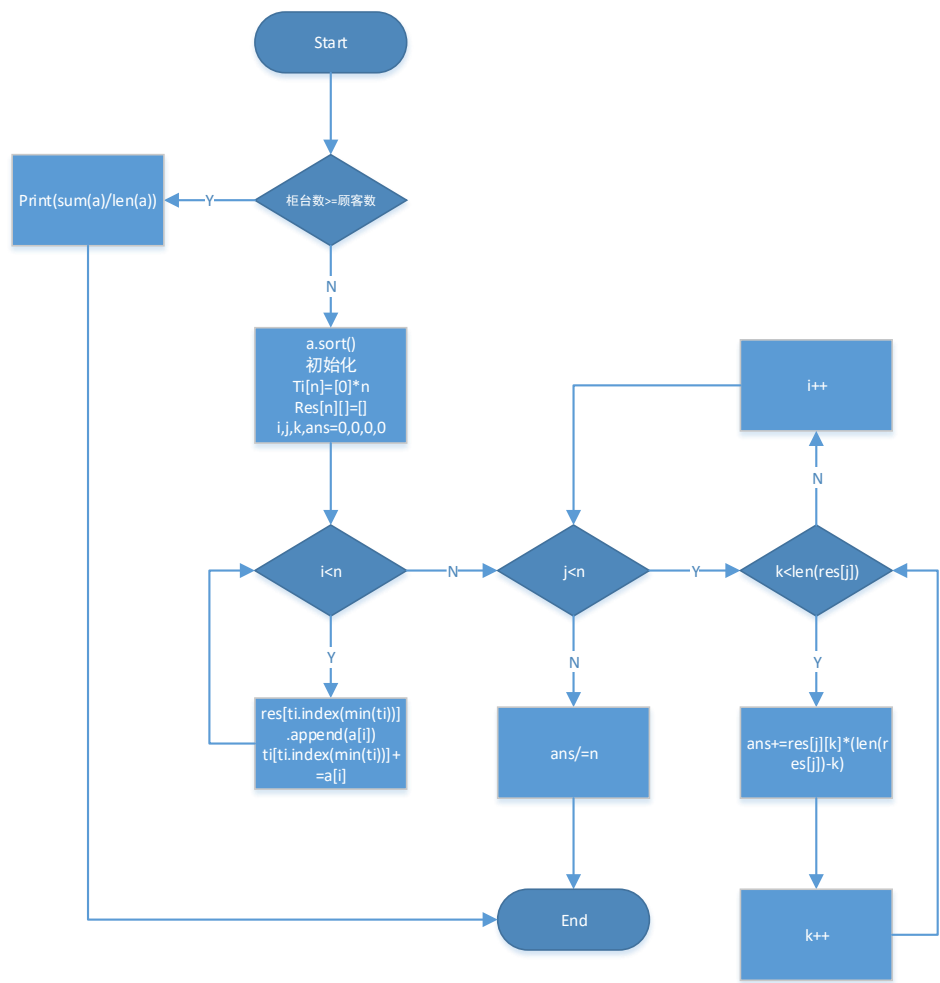 Start
柜台数>=顾客数
Y
Print(sum(a)/len(a))
N
a.sort()
初始化
Ti[n]=[0]*n
Res[n][]=[]
i,j,k,ans=0,0,0,0
i++
N
i<n
N
j<n
Y
k<len(res[j])
Y
N
Y
res[ti.index(min(ti))]
.append(a[i])
ti[ti.index(min(ti))]+
=a[i]
ans/=n
ans+=res[j][k]*(len(r
es[j])-k)
End
k++